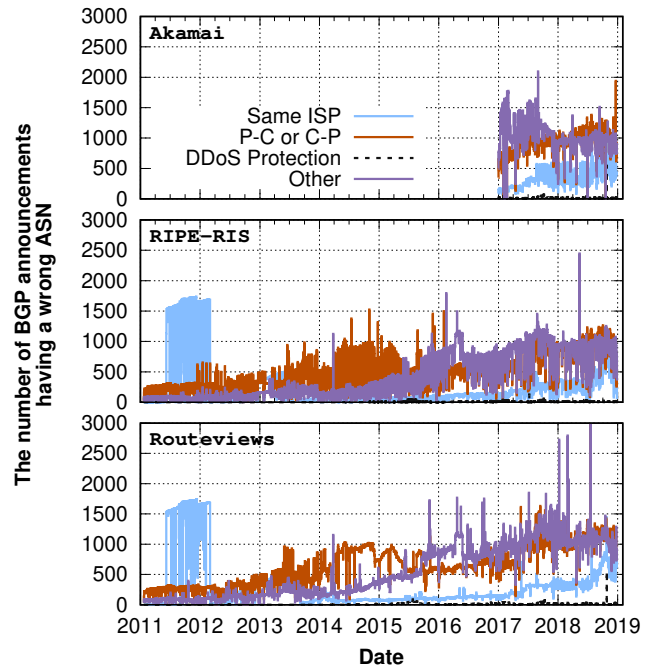 The number of BGP announcements
having a wrong ASN
3000
2500
2000
1500
1000
500
0
Akamai
Same ISP
P-C or C-P
DDoS Protection
Other
3000
2500
2000
1500
1000
500
0
RIPE-RIS
3000
2500
2000
1500
1000
500
0
Routeviews
2011 2012 2013 2014 2015 2016 2017 2018 2019
Date